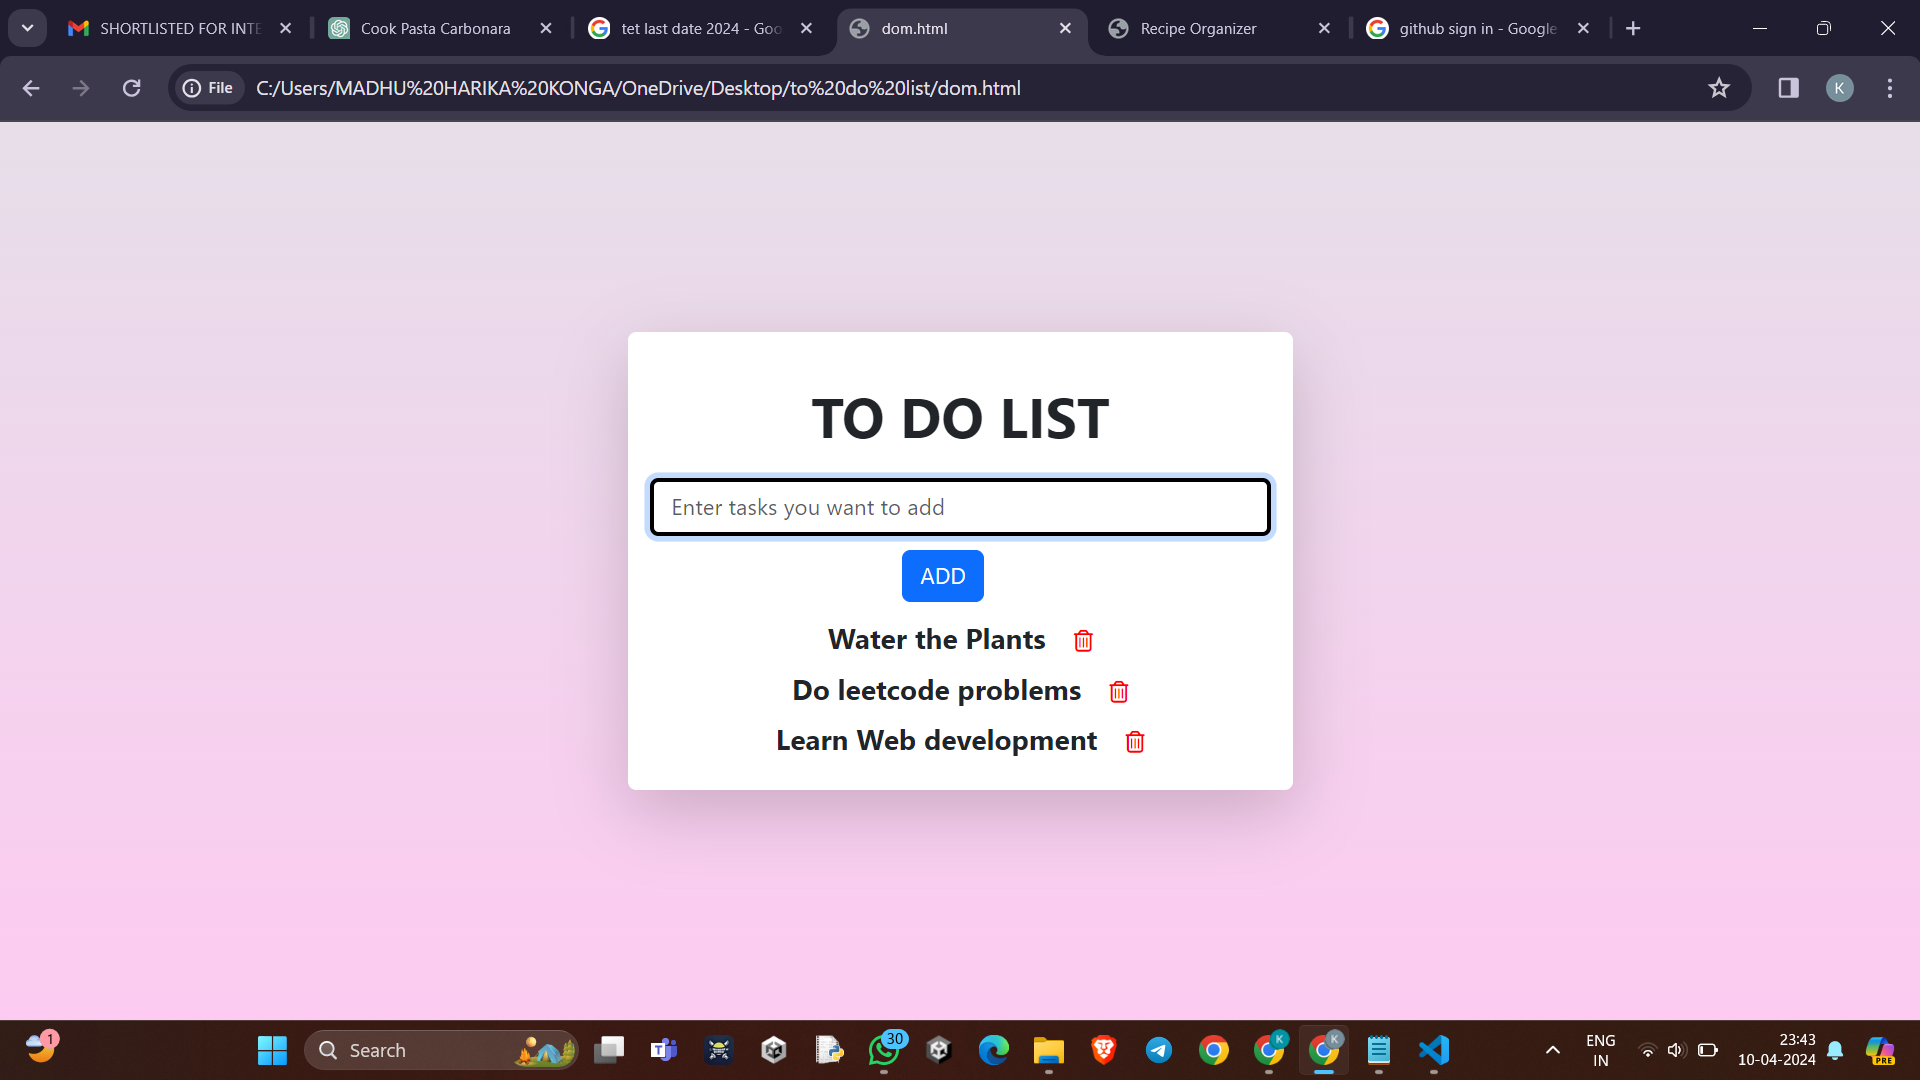 SHORTLISTED FOR INTE
Cook Pasta Carbonara
tet last date 2024 - Goo
dom.html
Recipe Organizer
github sign in - Google
File
C:/Users/MADHU%20HARIKA%20KONGA/OneDrive/Desktop/to%20do%20list/dom.html
K
TO DO LIST
Enter tasks you want to add
ADD
Water the Plants
Do leetcode problems
Learn Web development
1
Search
30
K
K
ENG
IN
23:43
10-04-2024
PRE